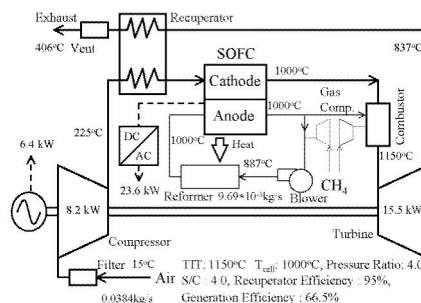 Exhaust
Recuperator
406°C
Vent
837°C
SOFC
Cathode
1000°C
Anode
1000°C
Gas
Comp.
Combustor
225°C
1000°C
DC
AC
Heat
1150°C
6.4 kW
887°C
23.6 kW
Reformer 9.69*10⁻³kg/s
Blower
CH4
8.2 kW
15.5 kW
Compressor
Turbine
Filter 15°C
Air
0.0384kg/s
TIT: 1150°C Tcell: 1000°C, Pressure Ratio: 4.0
S/C : 4.0, Recuperator Efficiency : 95%,
Generation Efficiency : 66.5%